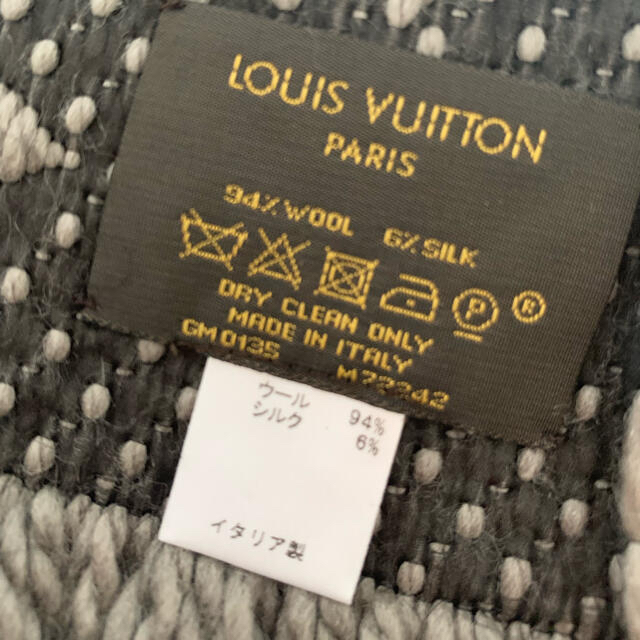 LOUIS VUITTON
PARIS
94% WOOL 6% SILK
P ®
DRY CLEAN ONLY
MADE IN ITALY
GM0135 M72242
ウール 94%
シルク 6%
イタリア製